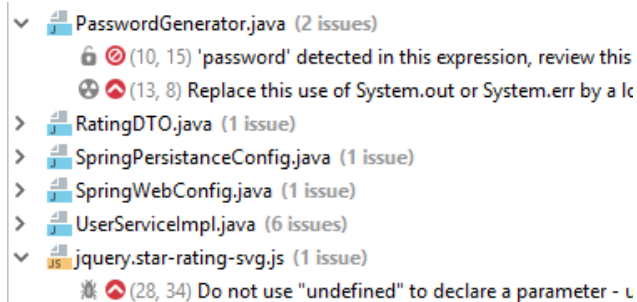 PasswordGenerator.java (2 issues)
(10, 15) 'password' detected in this expression, review this
(13, 8) Replace this use of System.out or System.err by a
RatingDTO.java (1 issue)
SpringPersistanceConfig.java (1 issue)
SpringWebConfig.java (1 issue)
UserServiceImpl.java (6 issues)
jquery.star-rating-svg.js (1 issue)
(28, 34) Do not use "undefined" to declare a parameter -